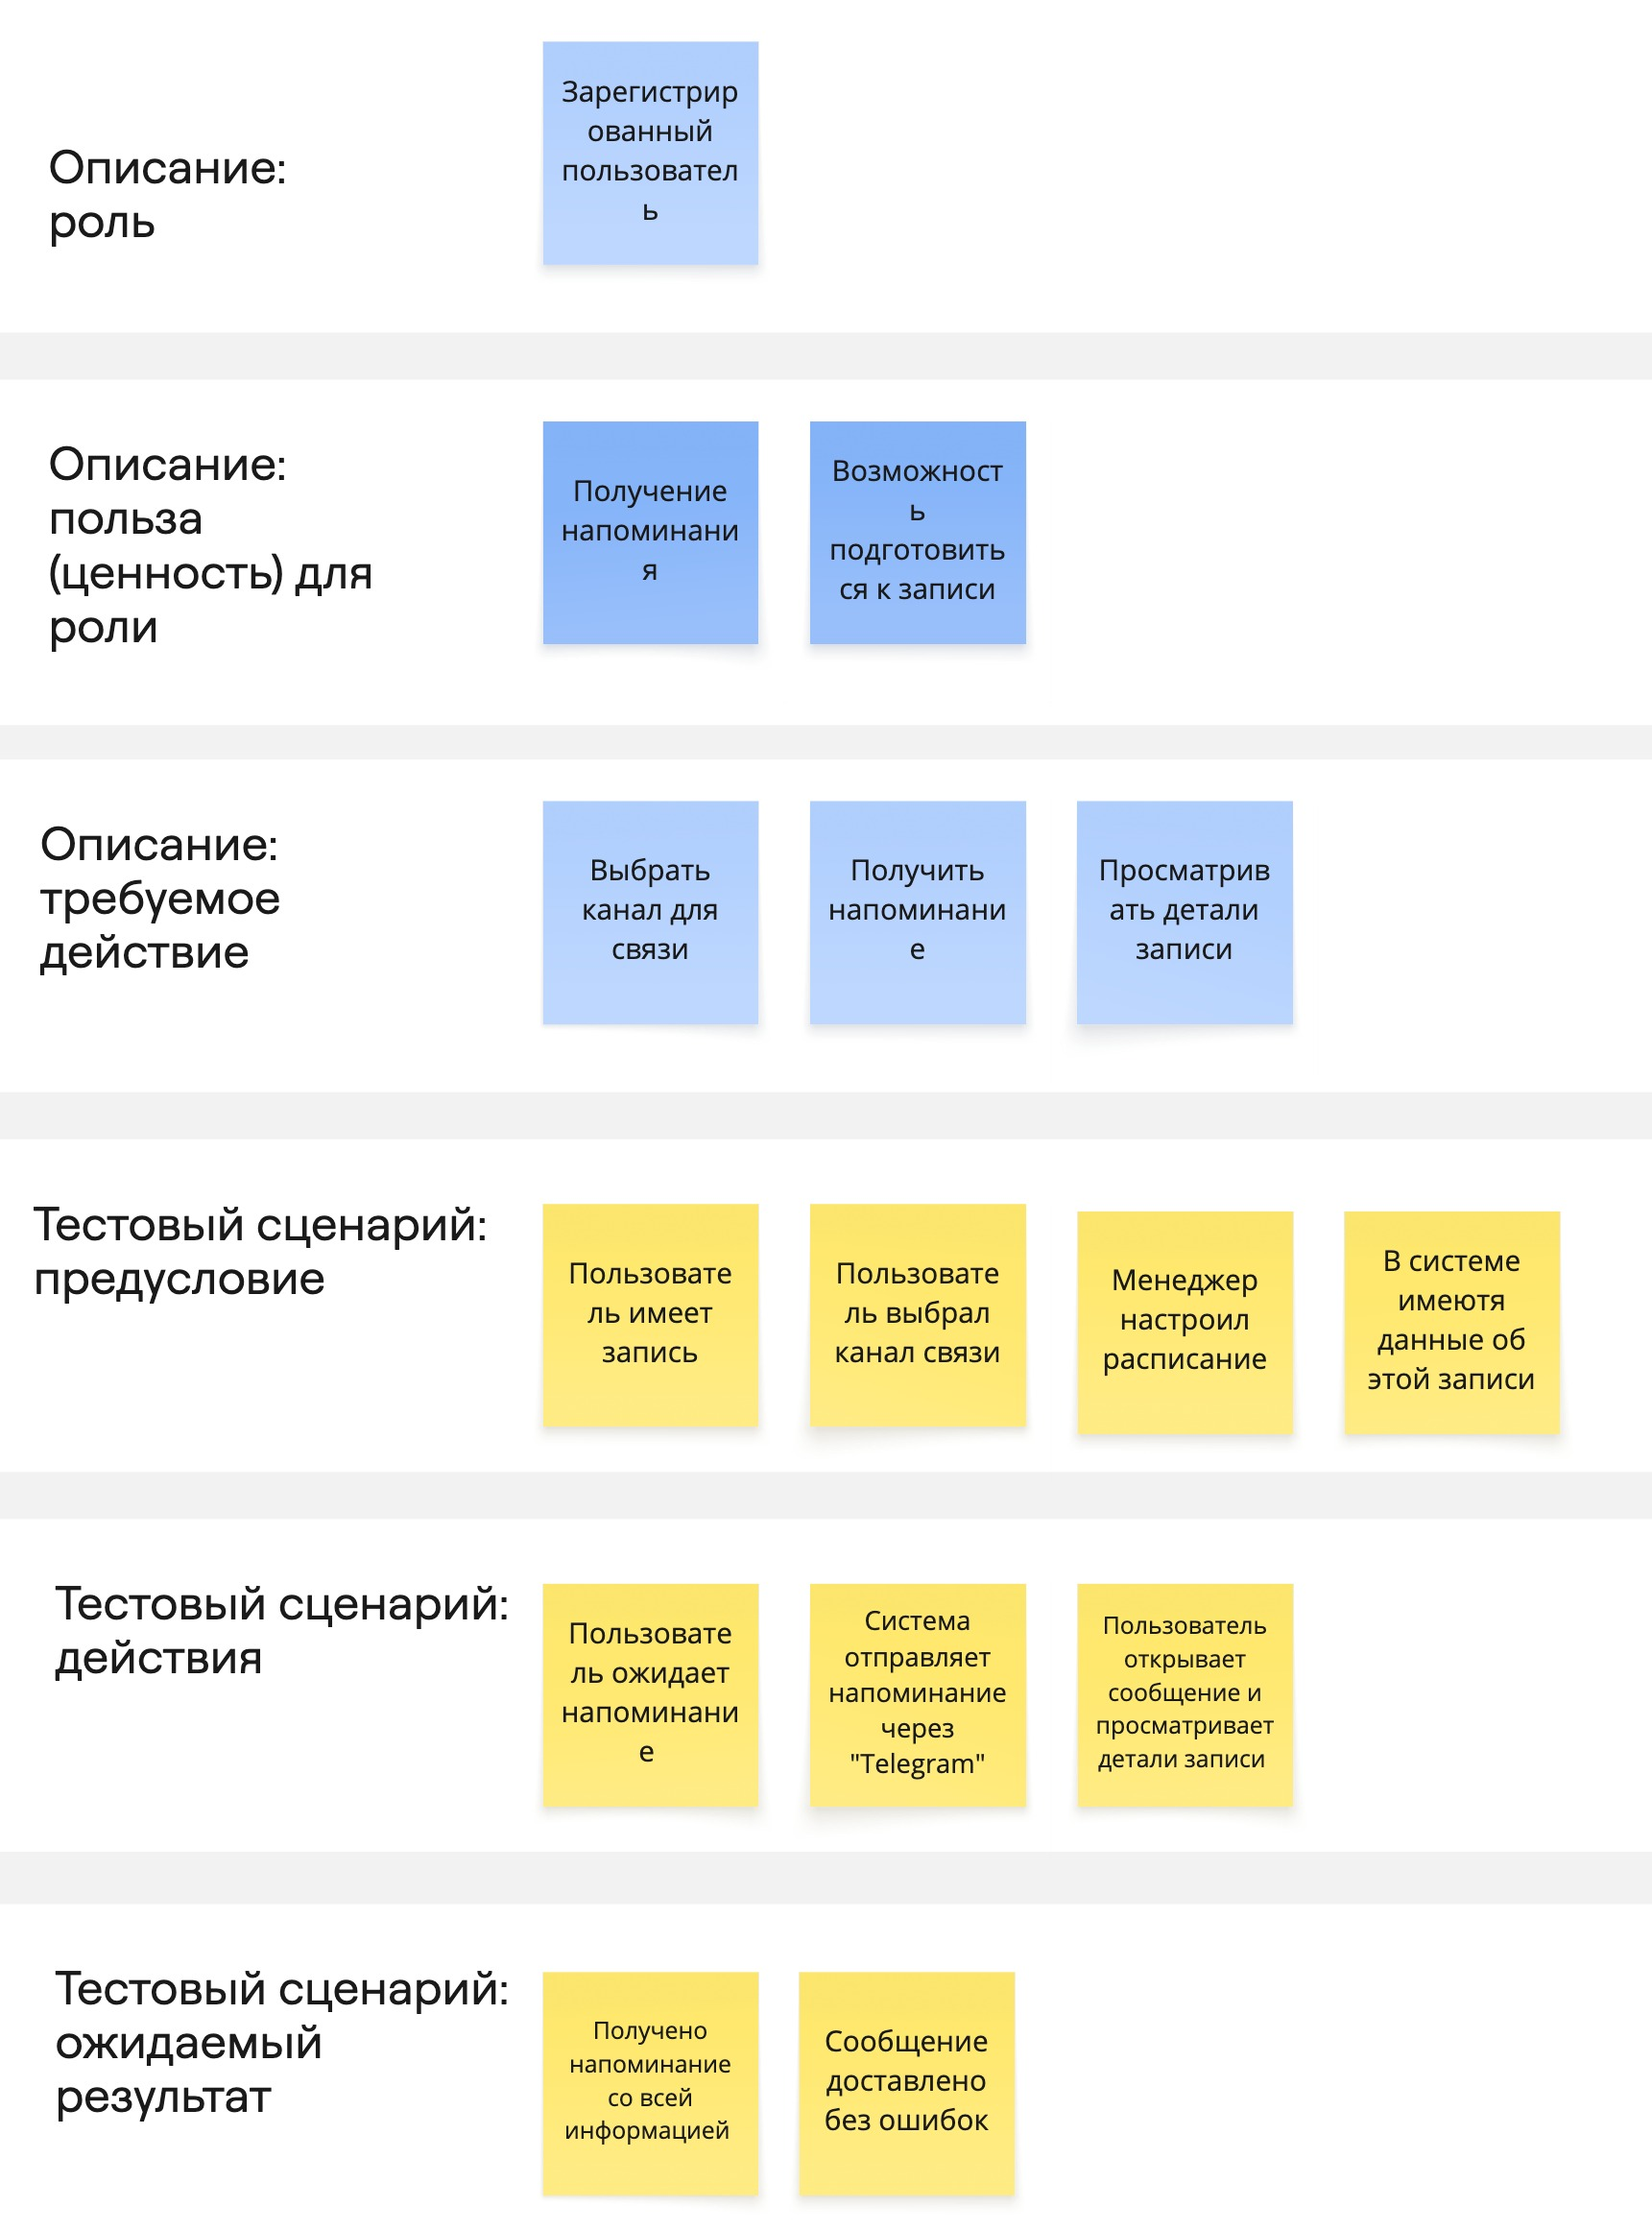 Описание:
роль
Зарегистрир
ованный
пользовател
ь
Описание:
польза
(ценность) для
роли
Получение
напоминани
я
Возможност
ь
подготовить
ся к записи
Описание:
требуемое
действие
Выбрать
канал для
связи
Получить
напоминани
е
Просматрив
ать детали
записи
Тестовый сценарий:
предусловие
Пользовате
ль имеет
запись
Пользовате
ль выбрал
канал связи
Менеджер
настроил
расписание
В системе
имеютя
данные об
этой записи
Тестовый сценарий:
действия
Пользовате
ль ожидает
напоминани
е
Система
отправляет
напоминание
через
"Telegram"
Пользователь
открывает
сообщение и
просматривает
детали записи
Тестовый сценарий:
ожидаемый
результат
Получено
напоминание
со всей
информацией
Сообщение
доставлено
без ошибок